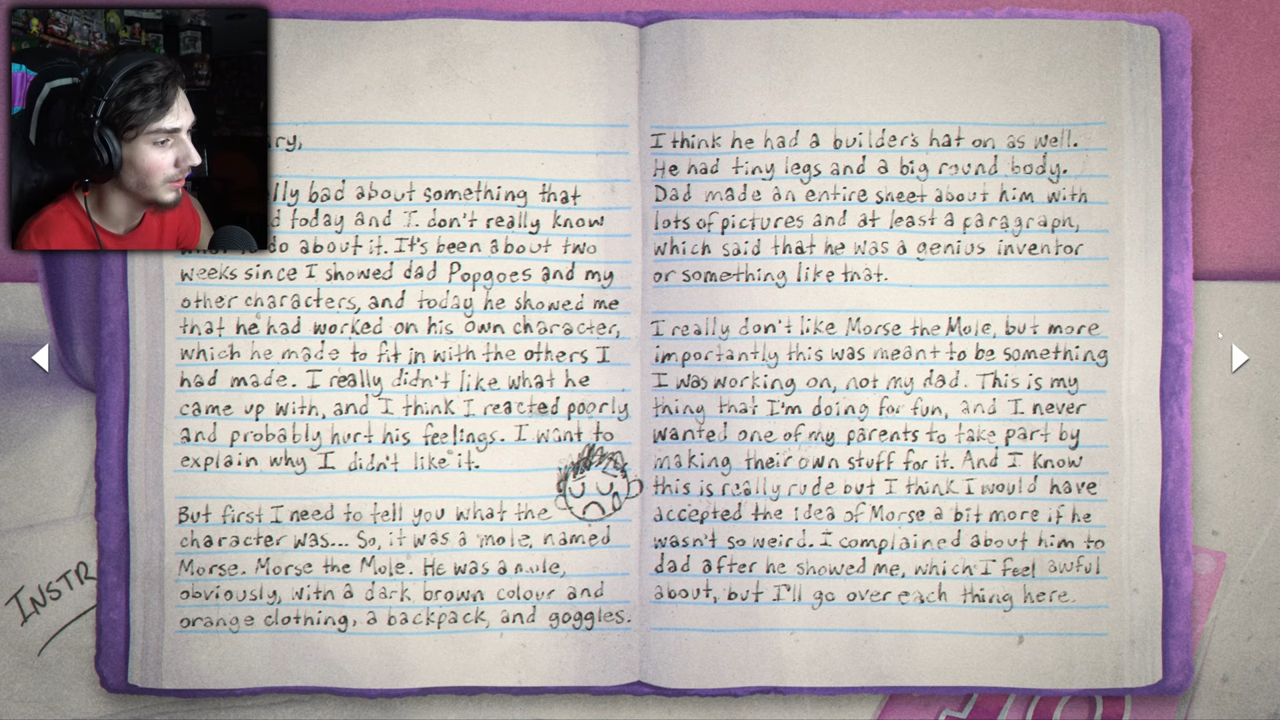 ry,
lly bad about something that
d today and I don't really know
do about it. It's been about two
weeks since I showed dad Popgoes and my
other characters, and today he showed me
that he had worked on his own character,
which he made to fit in with the others I
had made. I really didn't like what he
came up with, and I think I reacted poorly
and probably hurt his feelings. I want to
explain why I didn't like it.
But first I need to tell you what the
character was... So, it was a mole, named
Morse. Morse the Mole. He was a mole,
obviously, with a dark brown colour and
orange clothing, a backpack, and goggles.
I think he had a builder's hat on as well.
He had tiny legs and a big round body.
Dad made an entire sheet about him with
lots of pictures and at least a paragraph,
which said that he was a genius inventor
or something like that.
I really don't like Morse the Mole, but more
importantly this was meant to be something
I was working on, not my dad. This is my
thing that I'm doing for fun, and I never
wanted one of my parents to take part by
making their own stuff for it. And I know
this is really rude but I think I would have
accepted the idea of Morse a bit more if he
wasn't so weird. I complained about him to
dad after he showed me, which I feel awful
about, but I'll go over each thing here.
INSTR